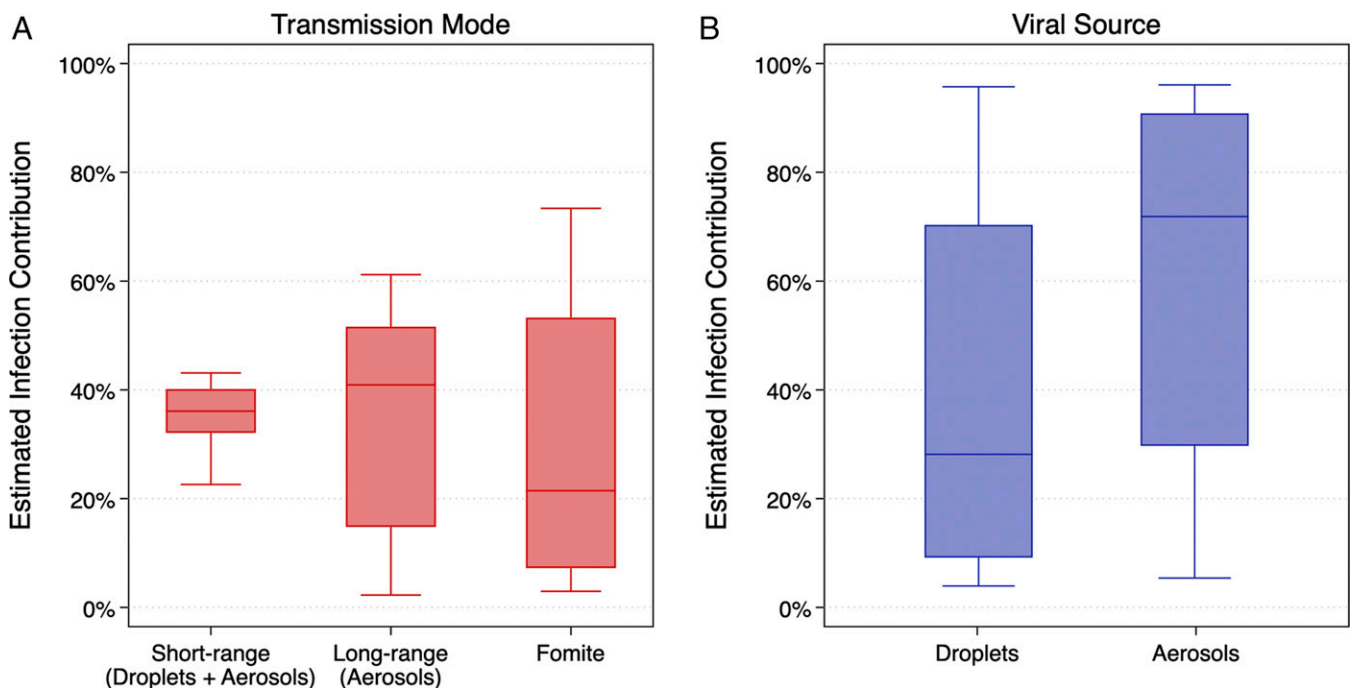 A
Transmission Mode
Estimated Infection Contribution
100%
80%
60%
40%
20%
0%
Short-range
(Droplets + Aerosols)
Long-range
(Aerosols)
Fomite
B
Viral Source
Estimated Infection Contribution
100%
80%
60%
40%
20%
0%
Droplets
Aerosols